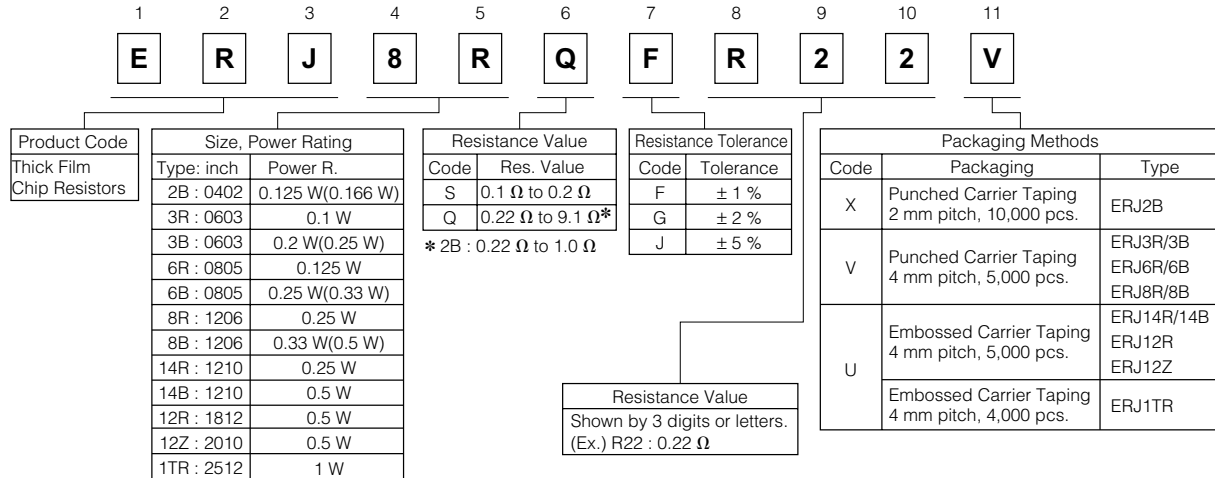 1 2 3 4 5 6 7 8 9 10 11
E R J 8 R Q F R 2 2 V
Product Code
Thick Film
Chip Resistors
Size, Power Rating
Type: inch Power R.
2B : 0402 0.125 W(0.166 W)
3R : 0603 0.1 W
3B : 0603 0.2 W(0.25 W)
6R : 0805 0.125 W
6B : 0805 0.25 W(0.33 W)
8R : 1206 0.25 W
8B : 1206 0.33 W(0.5 W)
14R : 1210 0.25 W
14B : 1210 0.5 W
12R : 1812 0.5 W
12Z : 2010 0.5 W
1TR : 2512 1 W
Resistance Value
Code Res. Value
S 0.1 Ω to 0.2 Ω
Q 0.22 Ω to 9.1 Ω*
* 2B : 0.22 Ω to 1.0 Ω
Resistance Tolerance
Code Tolerance
F ± 1 %
G ± 2 %
J ± 5 %
Resistance Value
Shown by 3 digits or letters.
(Ex.) R22 : 0.22 Ω
Packaging Methods
Code Packaging Type
X Punched Carrier Taping
2 mm pitch, 10,000 pcs. ERJ2B
V Punched Carrier Taping
4 mm pitch, 5,000 pcs.
ERJ3R/3B
ERJ6R/6B
ERJ8R/8B
U Embossed Carrier Taping
4 mm pitch, 5,000 pcs.
ERJ14R/14B
ERJ12R
ERJ12Z
Embossed Carrier Taping
4 mm pitch, 4,000 pcs. ERJ1TR